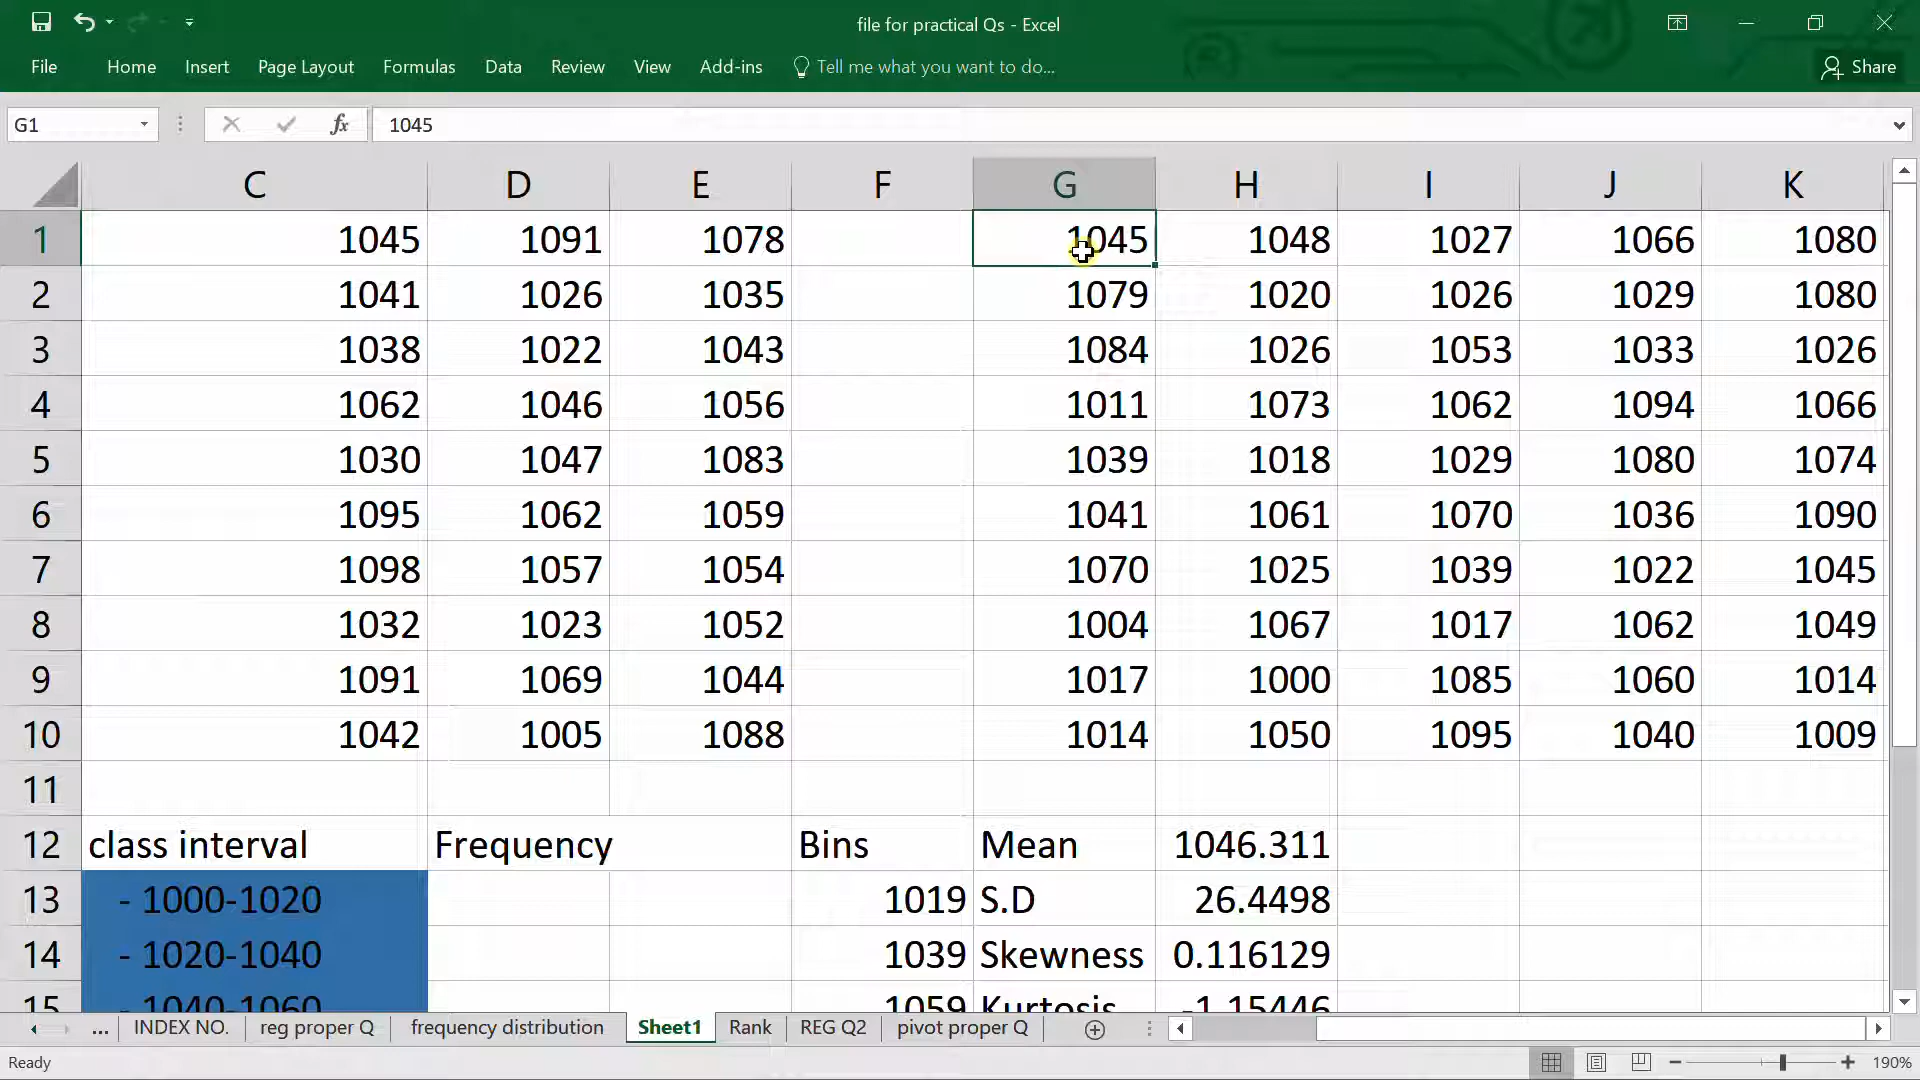 file for practical Qs - Excel
File Home Insert Page Layout Formulas Data Review View Add-ins Tell me what you want to do... Share
G1 fx 1045
C D E F G H I J K
1 1045 1091 1078 1045 1048 1027 1066 1080
2 1041 1026 1035 1079 1020 1026 1029 1080
3 1038 1022 1043 1084 1026 1053 1033 1026
4 1062 1046 1056 1011 1073 1062 1094 1066
5 1030 1047 1083 1039 1018 1029 1080 1074
6 1095 1062 1059 1041 1061 1070 1036 1090
7 1098 1057 1054 1070 1025 1039 1022 1045
8 1032 1023 1052 1004 1067 1017 1062 1049
9 1091 1069 1044 1017 1000 1085 1060 1014
10 1042 1005 1088 1014 1050 1095 1040 1009
11
12 class interval Frequency Bins Mean 1046.311
13 - 1000-1020 1019 S.D 26.4498
14 - 1020-1040 1039 Skewness 0.116129
15 - 1040-1060 1059 Kurtosis -1.15446
... INDEX NO. reg proper Q frequency distribution Sheet1 Rank REG Q2 pivot proper Q
Ready 190%